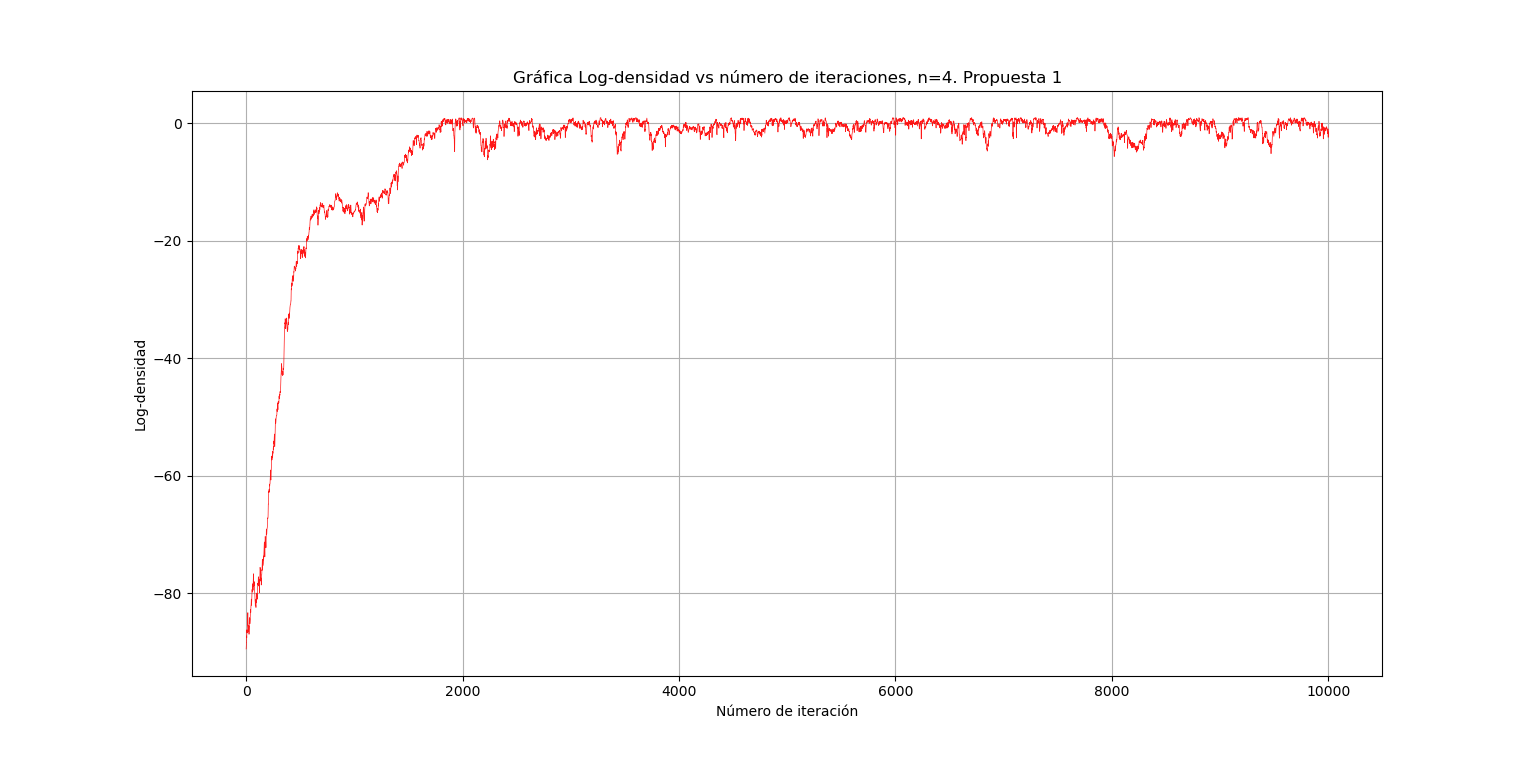 Gráfica Log-densidad vs número de iteraciones, n=4. Propuesta 1
0
−20
−40
−60
−80
Log-densidad
0 2000 4000 6000 8000 10000
Número de iteración